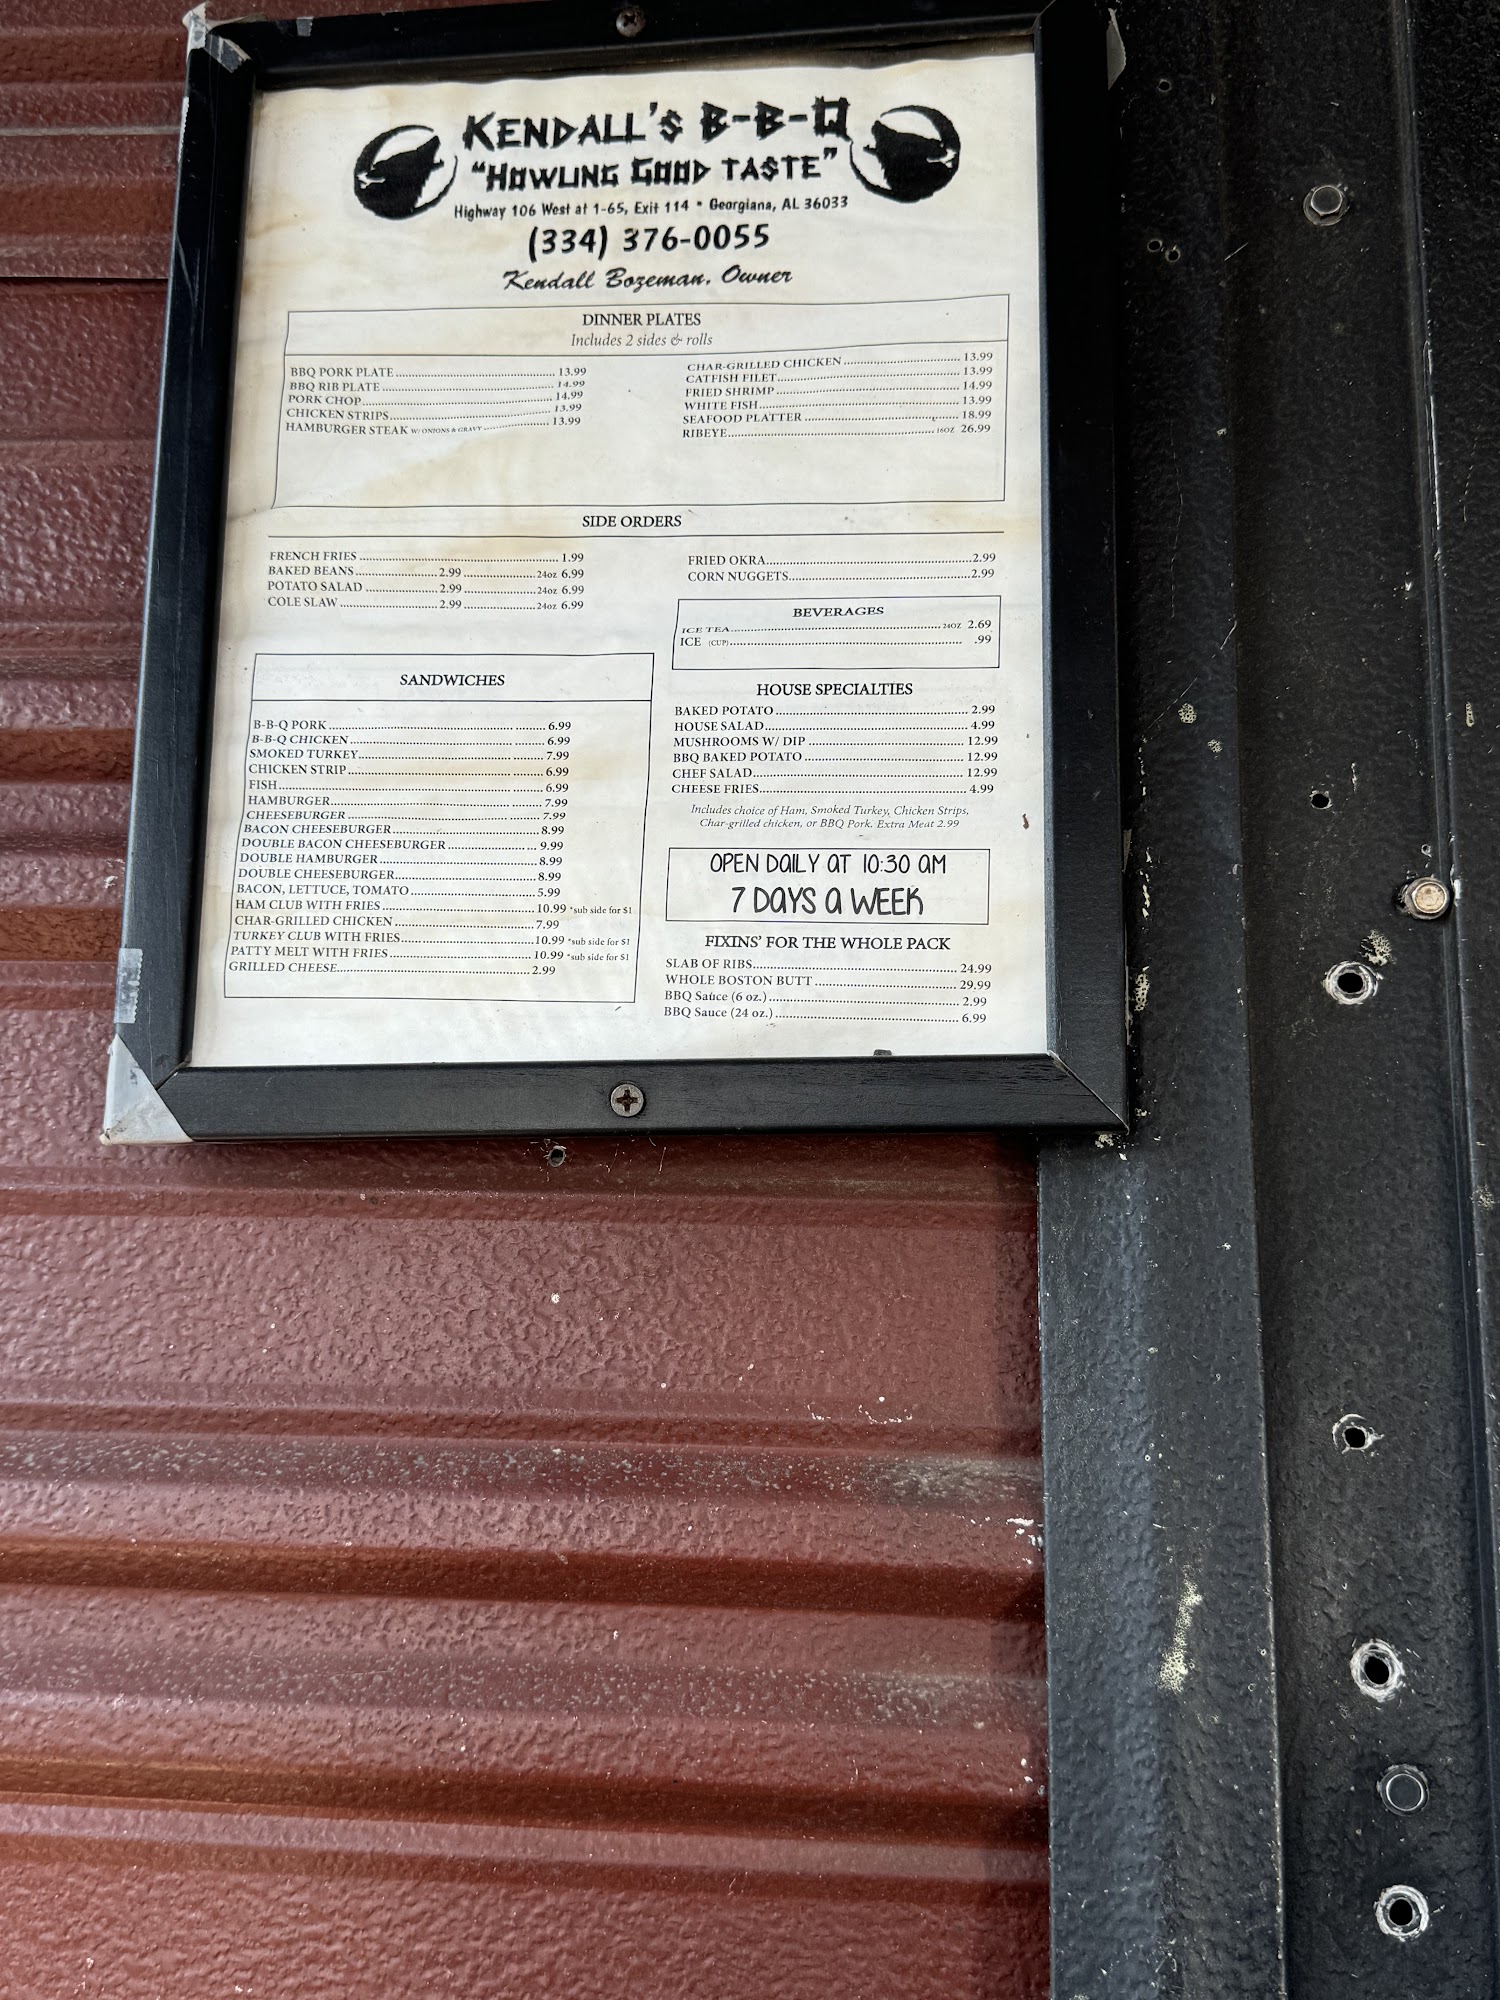 KENDALL'S B-B-Q
"HOWLING GOOD TASTE"
Highway 106 West at 1-65, Exit 114 * Georgiana, AL 36033
(334) 376-0055
Kendall Bozeman, Owner
DINNER PLATES
Includes 2 sides & rolls
BBQ PORK PLATE 13.99
BBQ RIB PLATE 14.99
PORK CHOP 14.99
CHICKEN STRIPS 13.99
HAMBURGER STEAK W/ ONIONS & GRAVY 13.99
CHAR-GRILLED CHICKEN 13.99
CATFISH FILET 13.99
FRIED SHRIMP 14.99
WHITE FISH 13.99
SEAFOOD PLATTER 18.99
RIBEYE 16OZ 26.99
SIDE ORDERS
FRENCH FRIES 1.99
BAKED BEANS 2.99 24oz 6.99
POTATO SALAD 2.99 24oz 6.99
COLE SLAW 2.99 24oz 6.99
FRIED OKRA 2.99
CORN NUGGETS 2.99
BEVERAGES
ICE TEA 24OZ 2.69
ICE (CUP) .99
SANDWICHES
B-B-Q PORK 6.99
B-B-Q CHICKEN 6.99
SMOKED TURKEY 7.99
CHICKEN STRIP 6.99
FISH 6.99
HAMBURGER 7.99
CHEESEBURGER 7.99
BACON CHEESEBURGER 8.99
DOUBLE BACON CHEESEBURGER 9.99
DOUBLE HAMBURGER 8.99
DOUBLE CHEESEBURGER 8.99
BACON, LETTUCE, TOMATO 5.99
HAM CLUB WITH FRIES 10.99 *sub side for $1
CHAR-GRILLED CHICKEN 7.99
TURKEY CLUB WITH FRIES 10.99 *sub side for $1
PATTY MELT WITH FRIES 10.99 *sub side for $1
GRILLED CHEESE 2.99
HOUSE SPECIALTIES
BAKED POTATO 2.99
HOUSE SALAD 4.99
MUSHROOMS W/ DIP 12.99
BBQ BAKED POTATO 12.99
CHEF SALAD 12.99
CHEESE FRIES 4.99
Includes choice of Ham, Smoked Turkey, Chicken Strips,
Char-grilled chicken, or BBQ Pork. Extra Meat 2.99
OPEN DAILY AT 10:30 AM
7 DAYS A WEEK
FIXINS' FOR THE WHOLE PACK
SLAB OF RIBS 24.99
WHOLE BOSTON BUTT 29.99
BBQ Sauce (6 oz.) 2.99
BBQ Sauce (24 oz.) 6.99